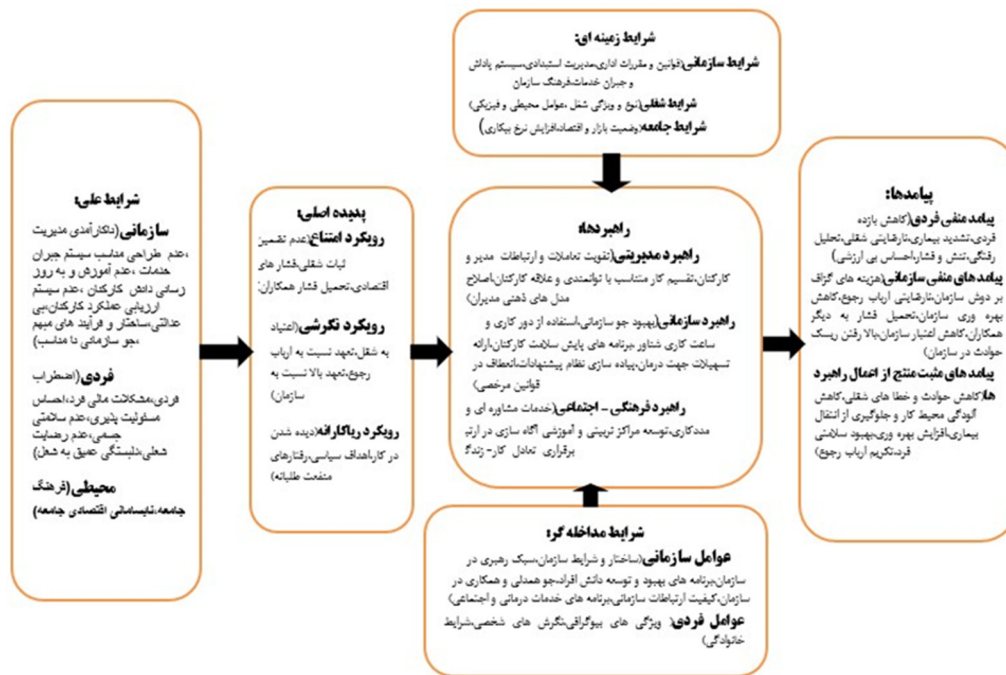 شرایط زمینه ای:
شرایط سازمانی(قوانین و مقررات اداری،مدیریت استبدادی،سیستم پاداش
و جبران خدمات،فرهنگ سازمان
شرایط شغلی(نوع و ویژگی شغل ،عوامل محیطی و فیزیکی)
شرایط جامعه(وضعیت بازار و اقتصاد،افزایش نرخ بیکاری)
شرایط علی:
سازمانی(ناکارآمدی مدیریت
،عدم طراحی مناسب سیستم جبران
خدمات ،عدم آموزش و به روز
رسانی دانش کارکنان ،عدم سیستم
ارزیابی عملکرد کارکنان،بی
عدالتی،ساختار و فرآیند های مبهم
،جو سازمانی نا مناسب)
فردی(اضطراب
فردی،مشکلات مالی فرد،احساس
مسئولیت پذیری،عدم سلامتی
جسمی،عدم رضایت
شغلی،دلبستگی عمیق به شغل)
محیطی(فرهنگ
جامعه،نابسامانی اقتصادی جامعه)
پدیده اصلی:
رویکرد امتناع(عدم تضمین
ثبات شغلی،فشار های
اقتصادی،تحمیل فشار همکاران:
رویکرد نگرشی(اعتیاد
به شغل،تعهد نسبت به ارباب
رجوع،تعهد بالا نسبت به
سازمان)
رویکرد ریاکارانه(دیده شدن
در کار،اهداف سیاسی،رفتارهای
منفعت طلبانه)
راهبردها:
راهبرد مدیریتی(تقویت تعاملات و ارتباطات مدیر و
کارکنان،تقسیم کار متناسب با توانمندی و علاقه کارکنان،اصلاح
مدل های ذهنی مدیران)
راهبرد سازمانی(بهبود جو سازمانی،استفاده از دور کاری و
ساعت کاری شناور ،برنامه های پایش سلامت کارکنان،ارائه
تسهیلات جهت درمان،پیاده سازی نظام پیشنهادات،انعطاف در
قوانین مرخصی)
راهبرد فرهنگی - اجتماعی(خدمات مشاوره ای و
مددکاری،توسعه مراکز تربیتی و آموزشی آگاه سازی در
برقراری تعادل کار-زندگی
شرایط مداخله گر:
عوامل سازمانی(ساختار و شرایط سازمان،سبک رهبری در
سازمان،برنامه های بهبود و توسعه دانش افراد،جو همدلی و همکاری در
سازمان،کیفیت ارتباطات سازمانی،برنامه های خدمات درمانی و اجتماعی)
عوامل فردی( ویژگی های بیوگرافی،نگرش های شخصی،شرایط
خانوادگی)
پیامدها:
پیامد منفی فردی(کاهش بازده
فردی،تشدید بیماری،نارضایتی شغلی،تحلیل
رفتگی،تنش و فشار،احساس بی ارزشی)
پیامد های منفی سازمانی(هزینه های گزاف
بر دوش سازمان،نارضایتی ارباب رجوع،کاهش
بهره وری سازمان،تحمیل فشار به دیگر
همکاران،کاهش اعتبار سازمان،بالا رفتن ریسک
حوادث در سازمان)
پیامد های مثبت منتج از اعمال راهبرد
ها(کاهش حوادث و خطا های شغلی،کاهش
آلودگی محیط کار و جلوگیری از انتقال
بیماری،افزایش بهره وری،بهبود سلامتی
فرد،تکریم ارباب رجوع)